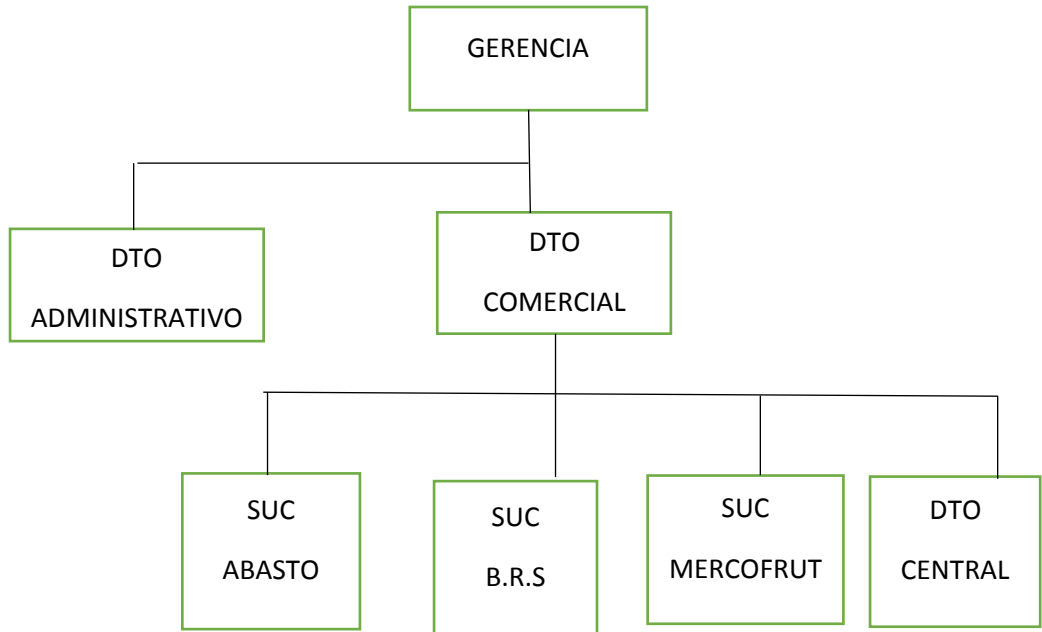 GERENCIA
DTO
ADMINISTRATIVO
DTO
COMERCIAL
SUC
ABASTO
SUC
B.R.S
SUC
MERCOFRUT
DTO
CENTRAL